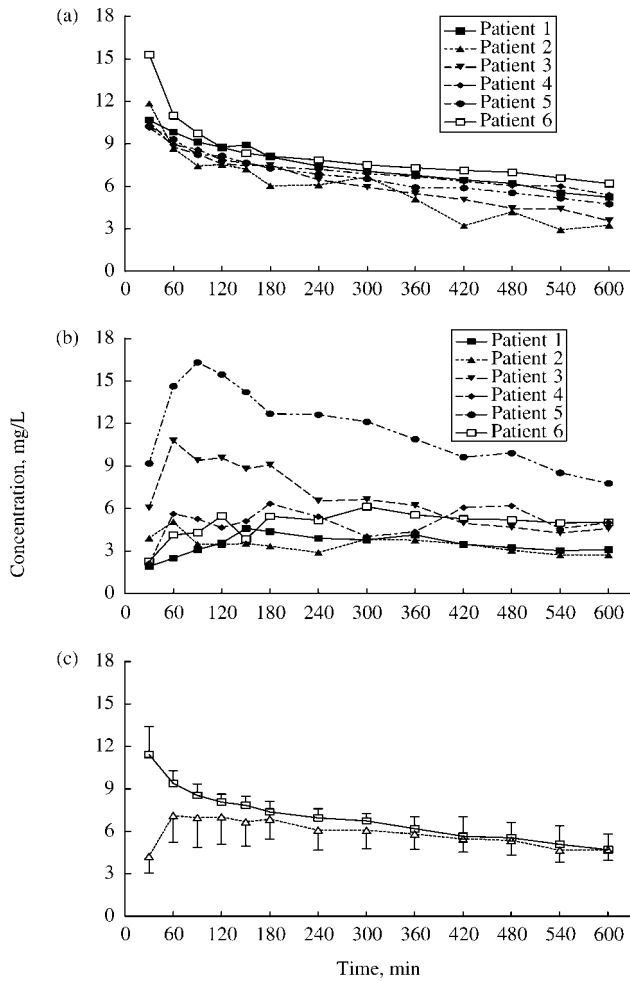 (a)
18
15
12
9
6
3
0
0 60 120 180 240 300 360 420 480 540 600
Patient 1
Patient 2
Patient 3
Patient 4
Patient 5
Patient 6
(b)
18
15
12
9
6
3
0
0 60 120 180 240 300 360 420 480 540 600
Patient 1
Patient 2
Patient 3
Patient 4
Patient 5
Patient 6
Concentration, mg/L
(c)
18
15
12
9
6
3
0
0 60 120 180 240 300 360 420 480 540 600
Time, min